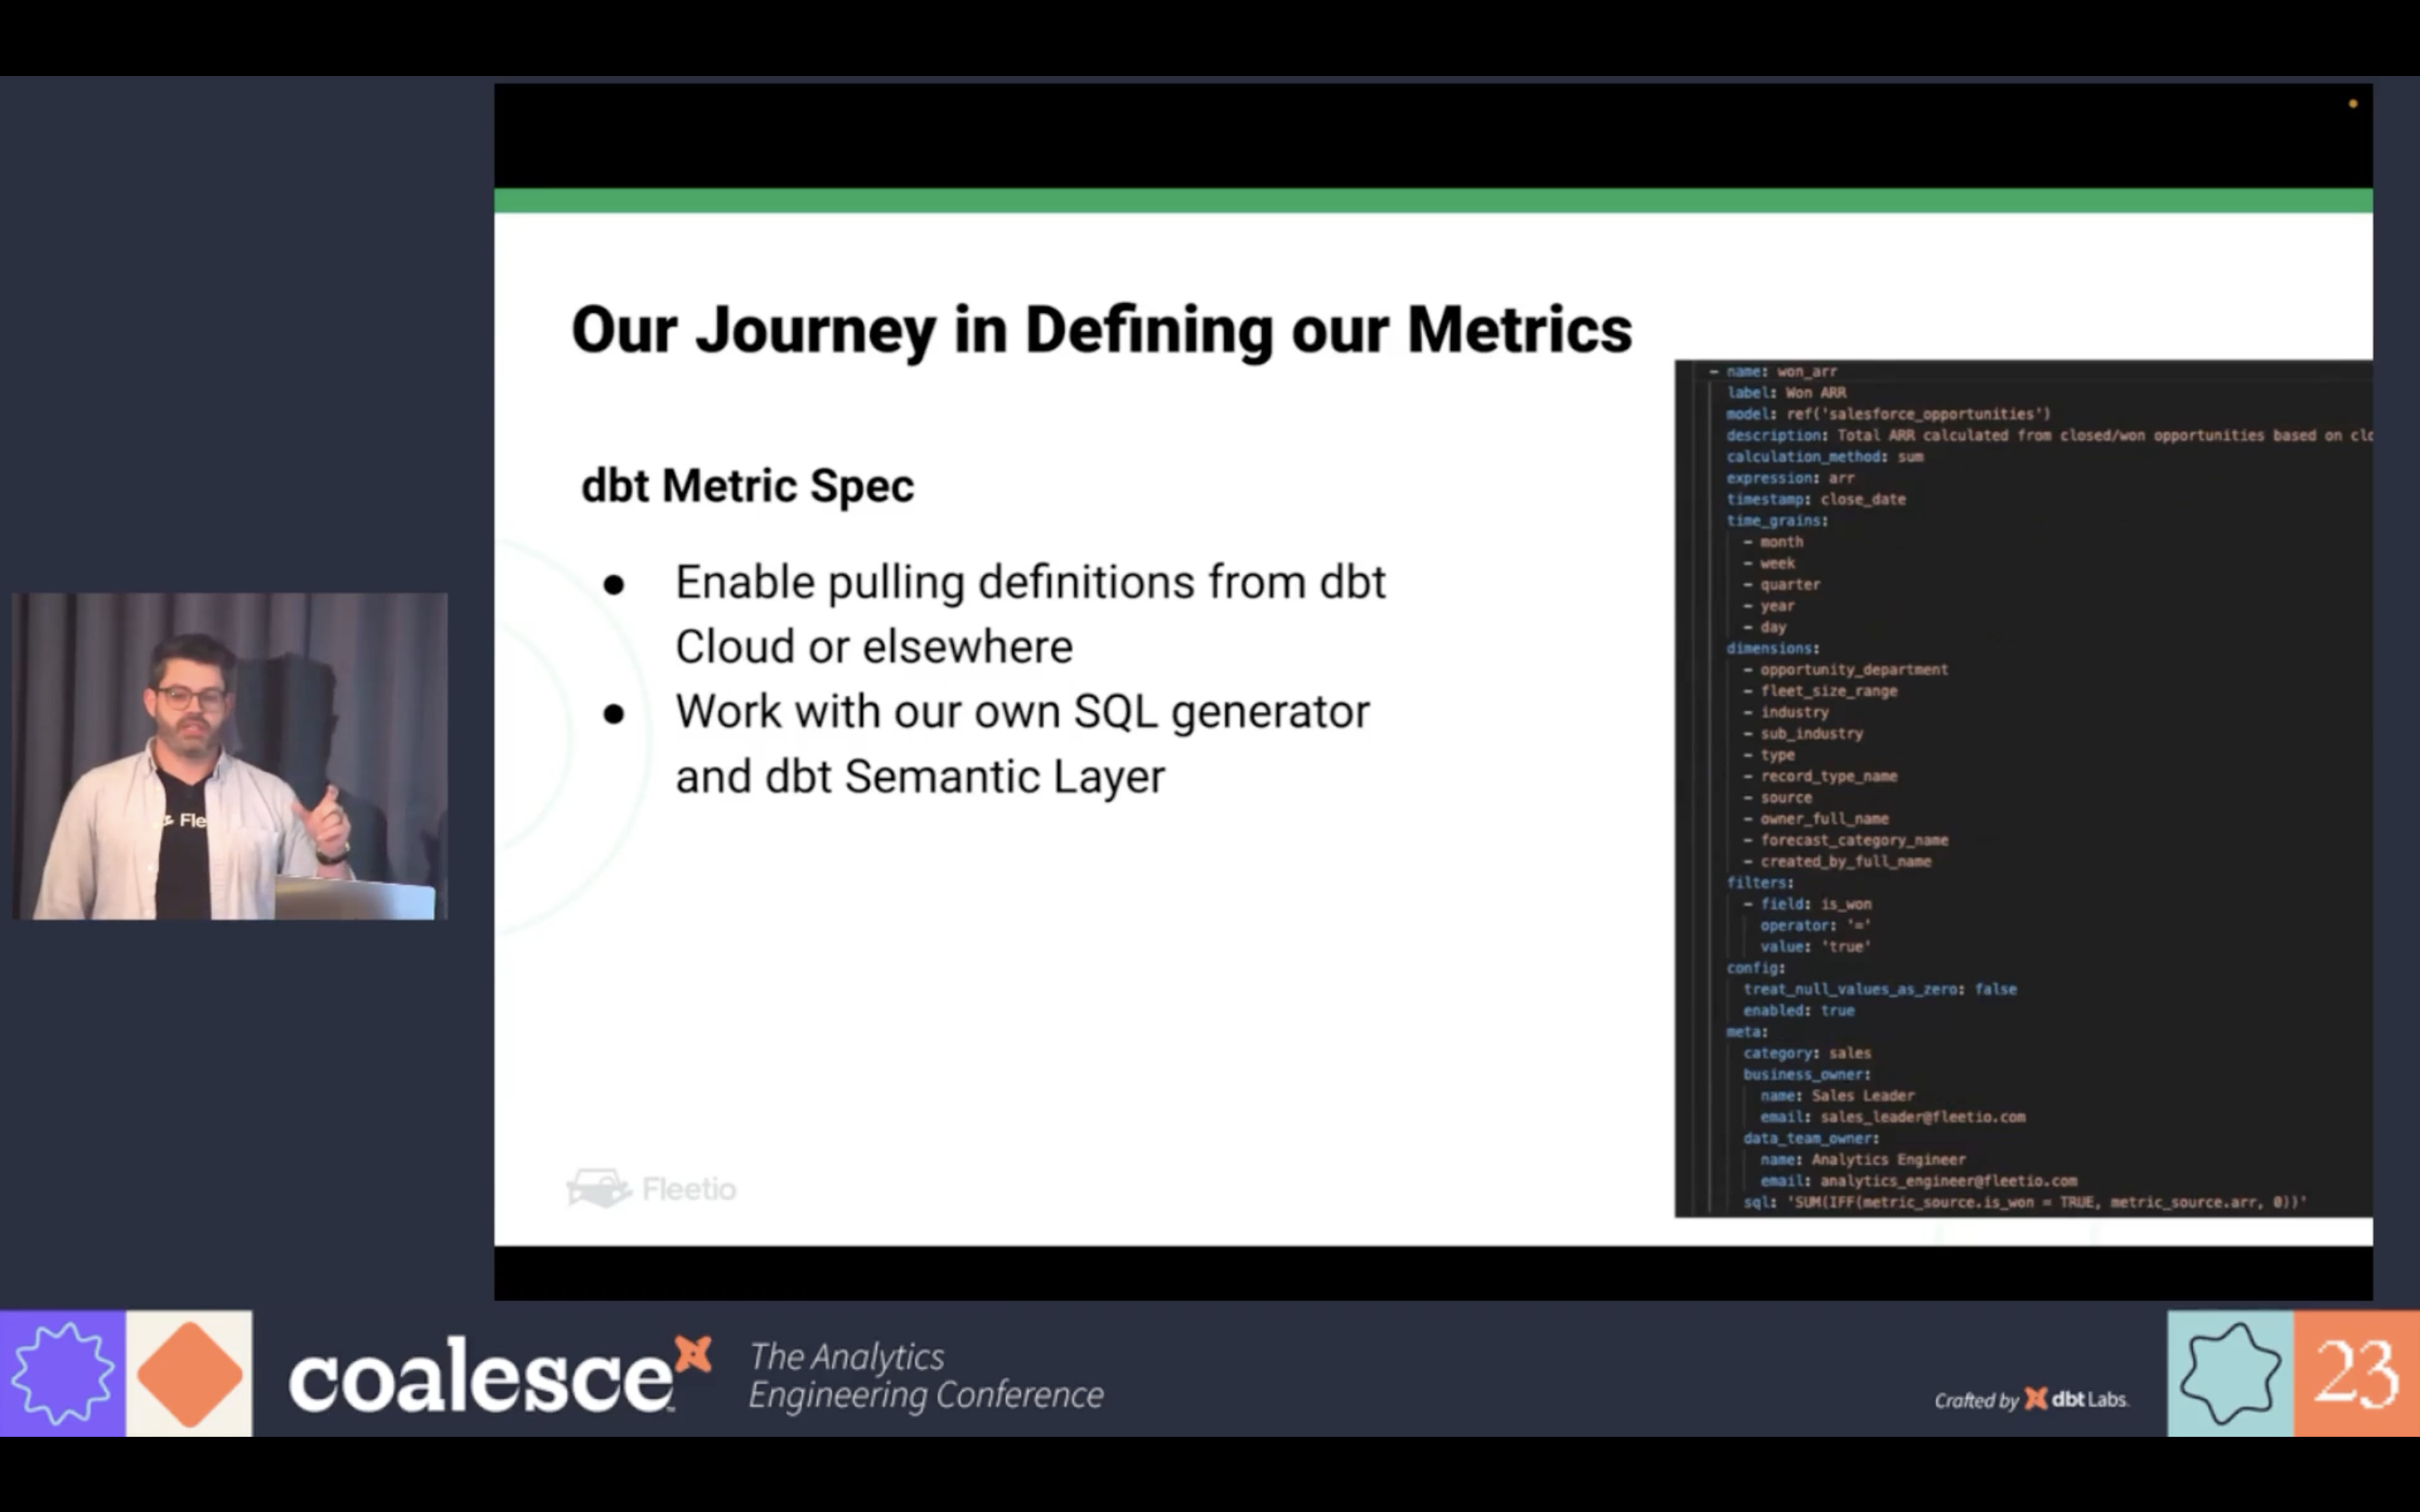 Our Journey in Defining our Metrics
dbt Metric Spec
● Enable pulling definitions from dbt
Cloud or elsewhere
● Work with our own SQL generator
and dbt Semantic Layer
- name: won_arr
label: Won ARR
model: ref('salesforce_opportunities')
description: Total ARR calculated from closed/won opportunities based on clo
calculation_method: sum
expression: arr
timestamp: close_date
time_grains:
- month
- week
- quarter
- year
- day
dimensions:
- opportunity_department
- fleet_size_range
- industry
- sub_industry
- type
- record_type_name
- source
- owner_full_name
- forecast_category_name
- created_by_full_name
filters:
- field: is_won
operator: '='
value: 'true'
config:
treat_null_values_as_zero: false
enabled: true
meta:
category: sales
business_owner:
name: Sales Leader
email: sales_leader@fleetio.com
data_team_owner:
name: Analytics Engineer
email: analytics_engineer@fleetio.com
sql: 'SUM(IFF(metric_source.is_won = TRUE, metric_source.arr, 0))'
Fleetio
Fle
coalesce
The Analytics
Engineering Conference
Crafted by dbt Labs.
23